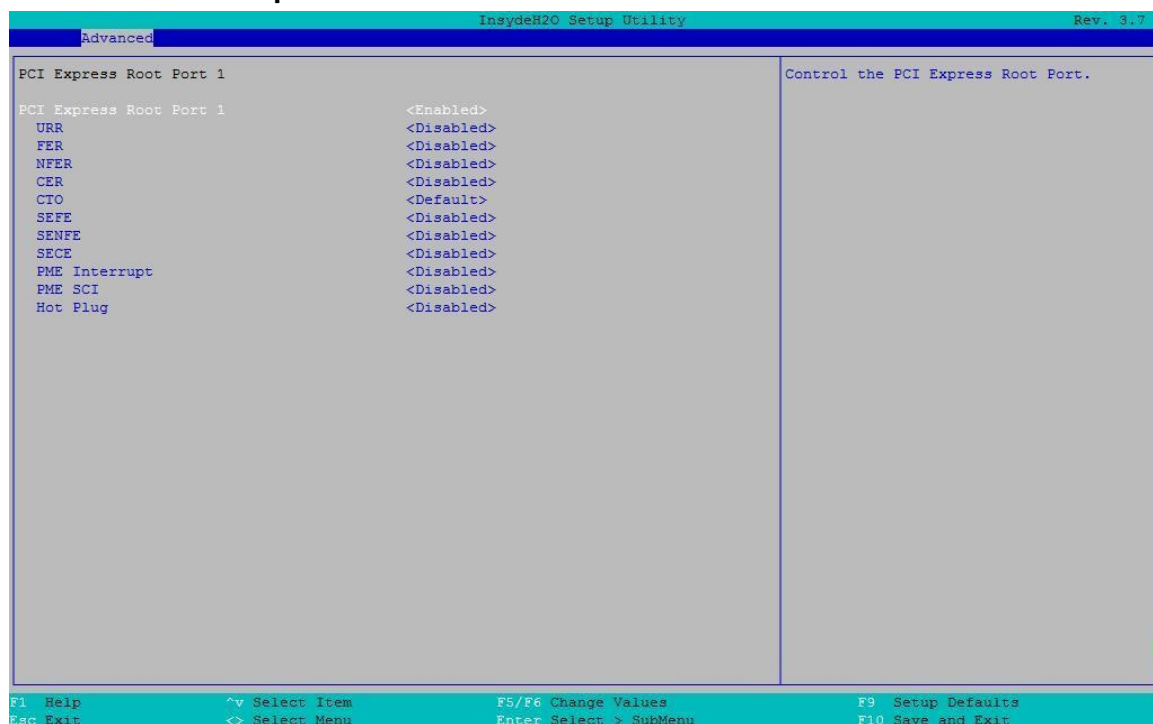 InsydeH20 Setup Utility Rev. 3.7
Advanced
PCI Express Root Port 1 Control the PCI Express Root Port.
PCI Express Root Port 1 <Enabled>
URR <Disabled>
FER <Disabled>
NFER <Disabled>
CER <Disabled>
CTO <Default>
SEFE <Disabled>
SENFE <Disabled>
SECE <Disabled>
PME Interrupt <Disabled>
PME SCI <Disabled>
Hot Plug <Disabled>
F1 Help ^v Select Item F5/F6 Change Values F9 Setup Defaults
Esc Exit <> Select Menu Enter Select > SubMenu F10 Save and Exit